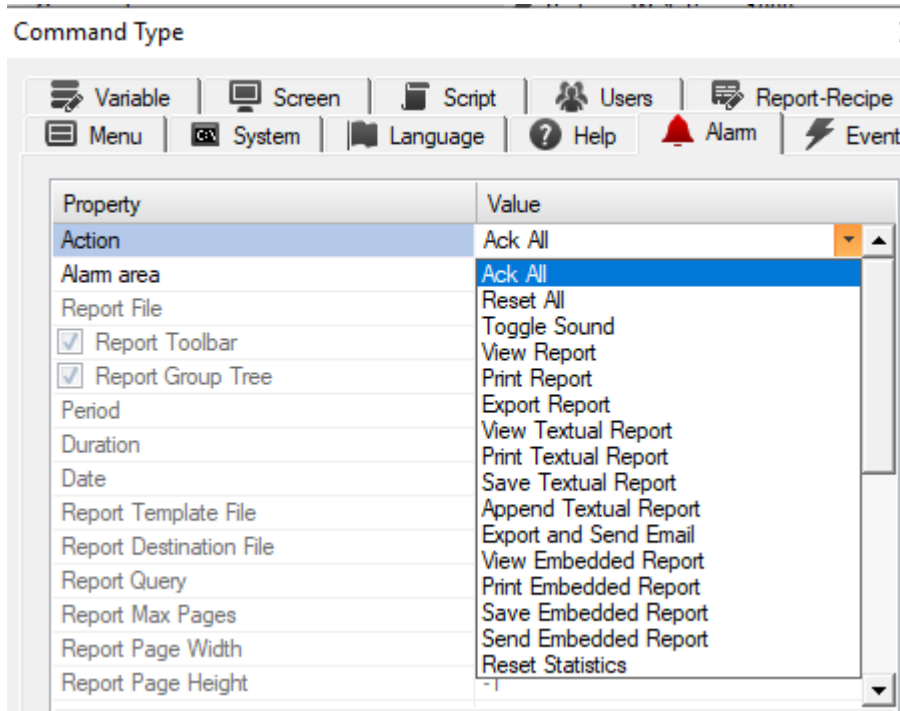 Command Type
Variable Screen Script Users Report-Recipe
Menu System Language Help Alarm Event
Property Value
Action Ack All
Alarm area Ack All
Reset All
Report File
Toggle Sound
Report Toolbar
View Report
Report Group Tree
Print Report
Export Report
Period
View Textual Report
Duration
Print Textual Report
Date
Save Textual Report
Report Template File
Append Textual Report
Export and Send Email
Report Destination File
View Embedded Report
Report Query
Print Embedded Report
Report Max Pages
Save Embedded Report
Report Page Width
Send Embedded Report
Reset Statistics
Report Page Height -1